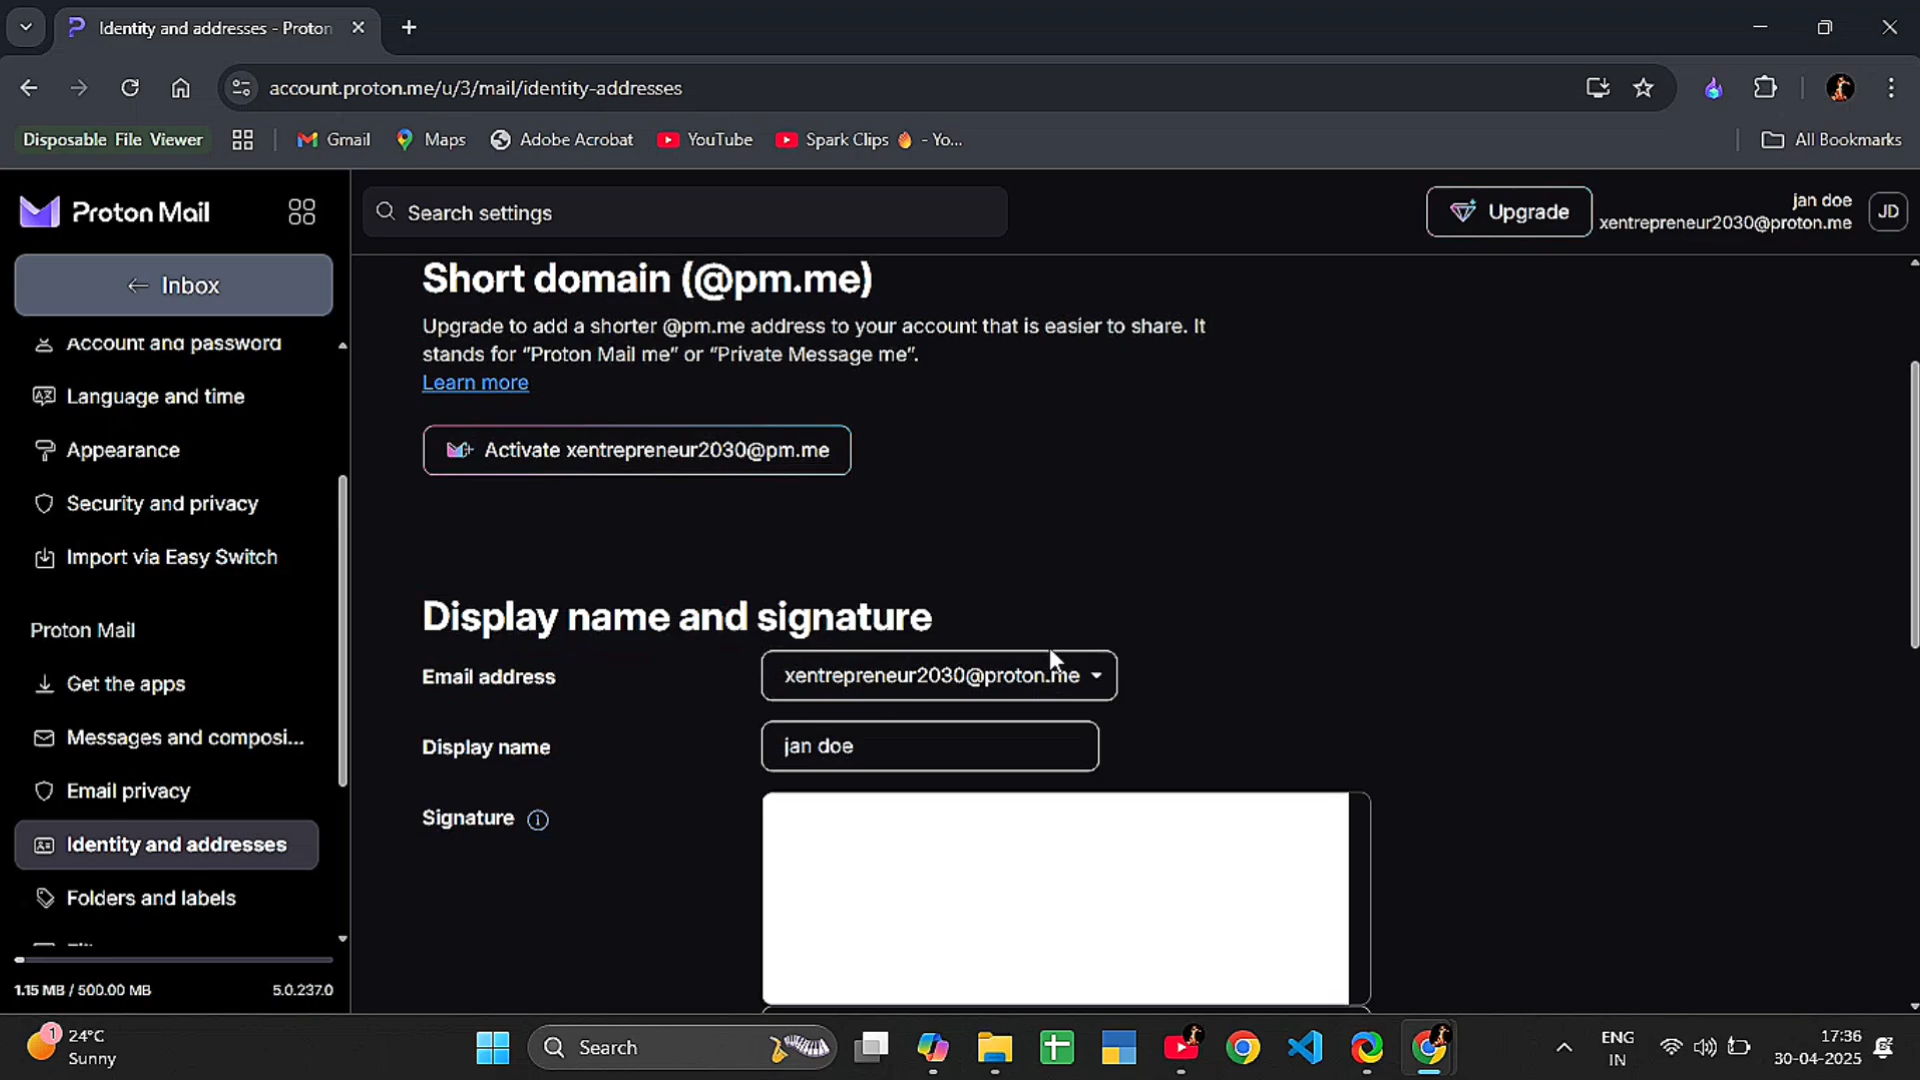 Identity and addresses - Proton
account.proton.me/u/3/mail/identity-addresses
Disposable File Viewer
Gmail
Maps
Adobe Acrobat
YouTube
Spark Clips 🔥 - Yo...
All Bookmarks
Proton Mail
Search settings
Upgrade
jan doe
xentrepreneur2030@proton.me
JD
Inbox
Account and password
Language and time
Appearance
Security and privacy
Import via Easy Switch
Proton Mail
Get the apps
Messages and composi...
Email privacy
Identity and addresses
Folders and labels
1.15 MB / 500.00 MB
5.0.237.0
Short domain (@pm.me)
Upgrade to add a shorter @pm.me address to your account that is easier to share. It
stands for “Proton Mail me” or “Private Message me”.
Learn more
Activate xentrepreneur2030@pm.me
Display name and signature
Email address
xentrepreneur2030@proton.me
Display name
jan doe
Signature
1
24°C
Sunny
Search
ENG
IN
17:36
30-04-2025